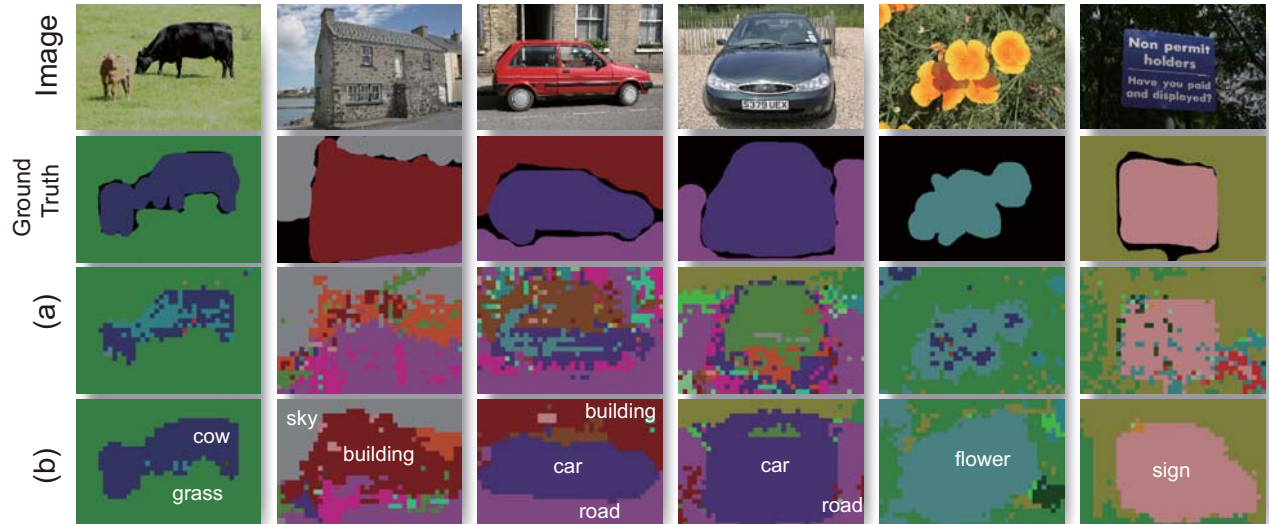 Image
Non permit
holders
Have you paid
and displayed?
S379 UEX
Ground
Truth
(a)
(b)
cow
grass
sky
building
building
car
road
car
road
flower
sign